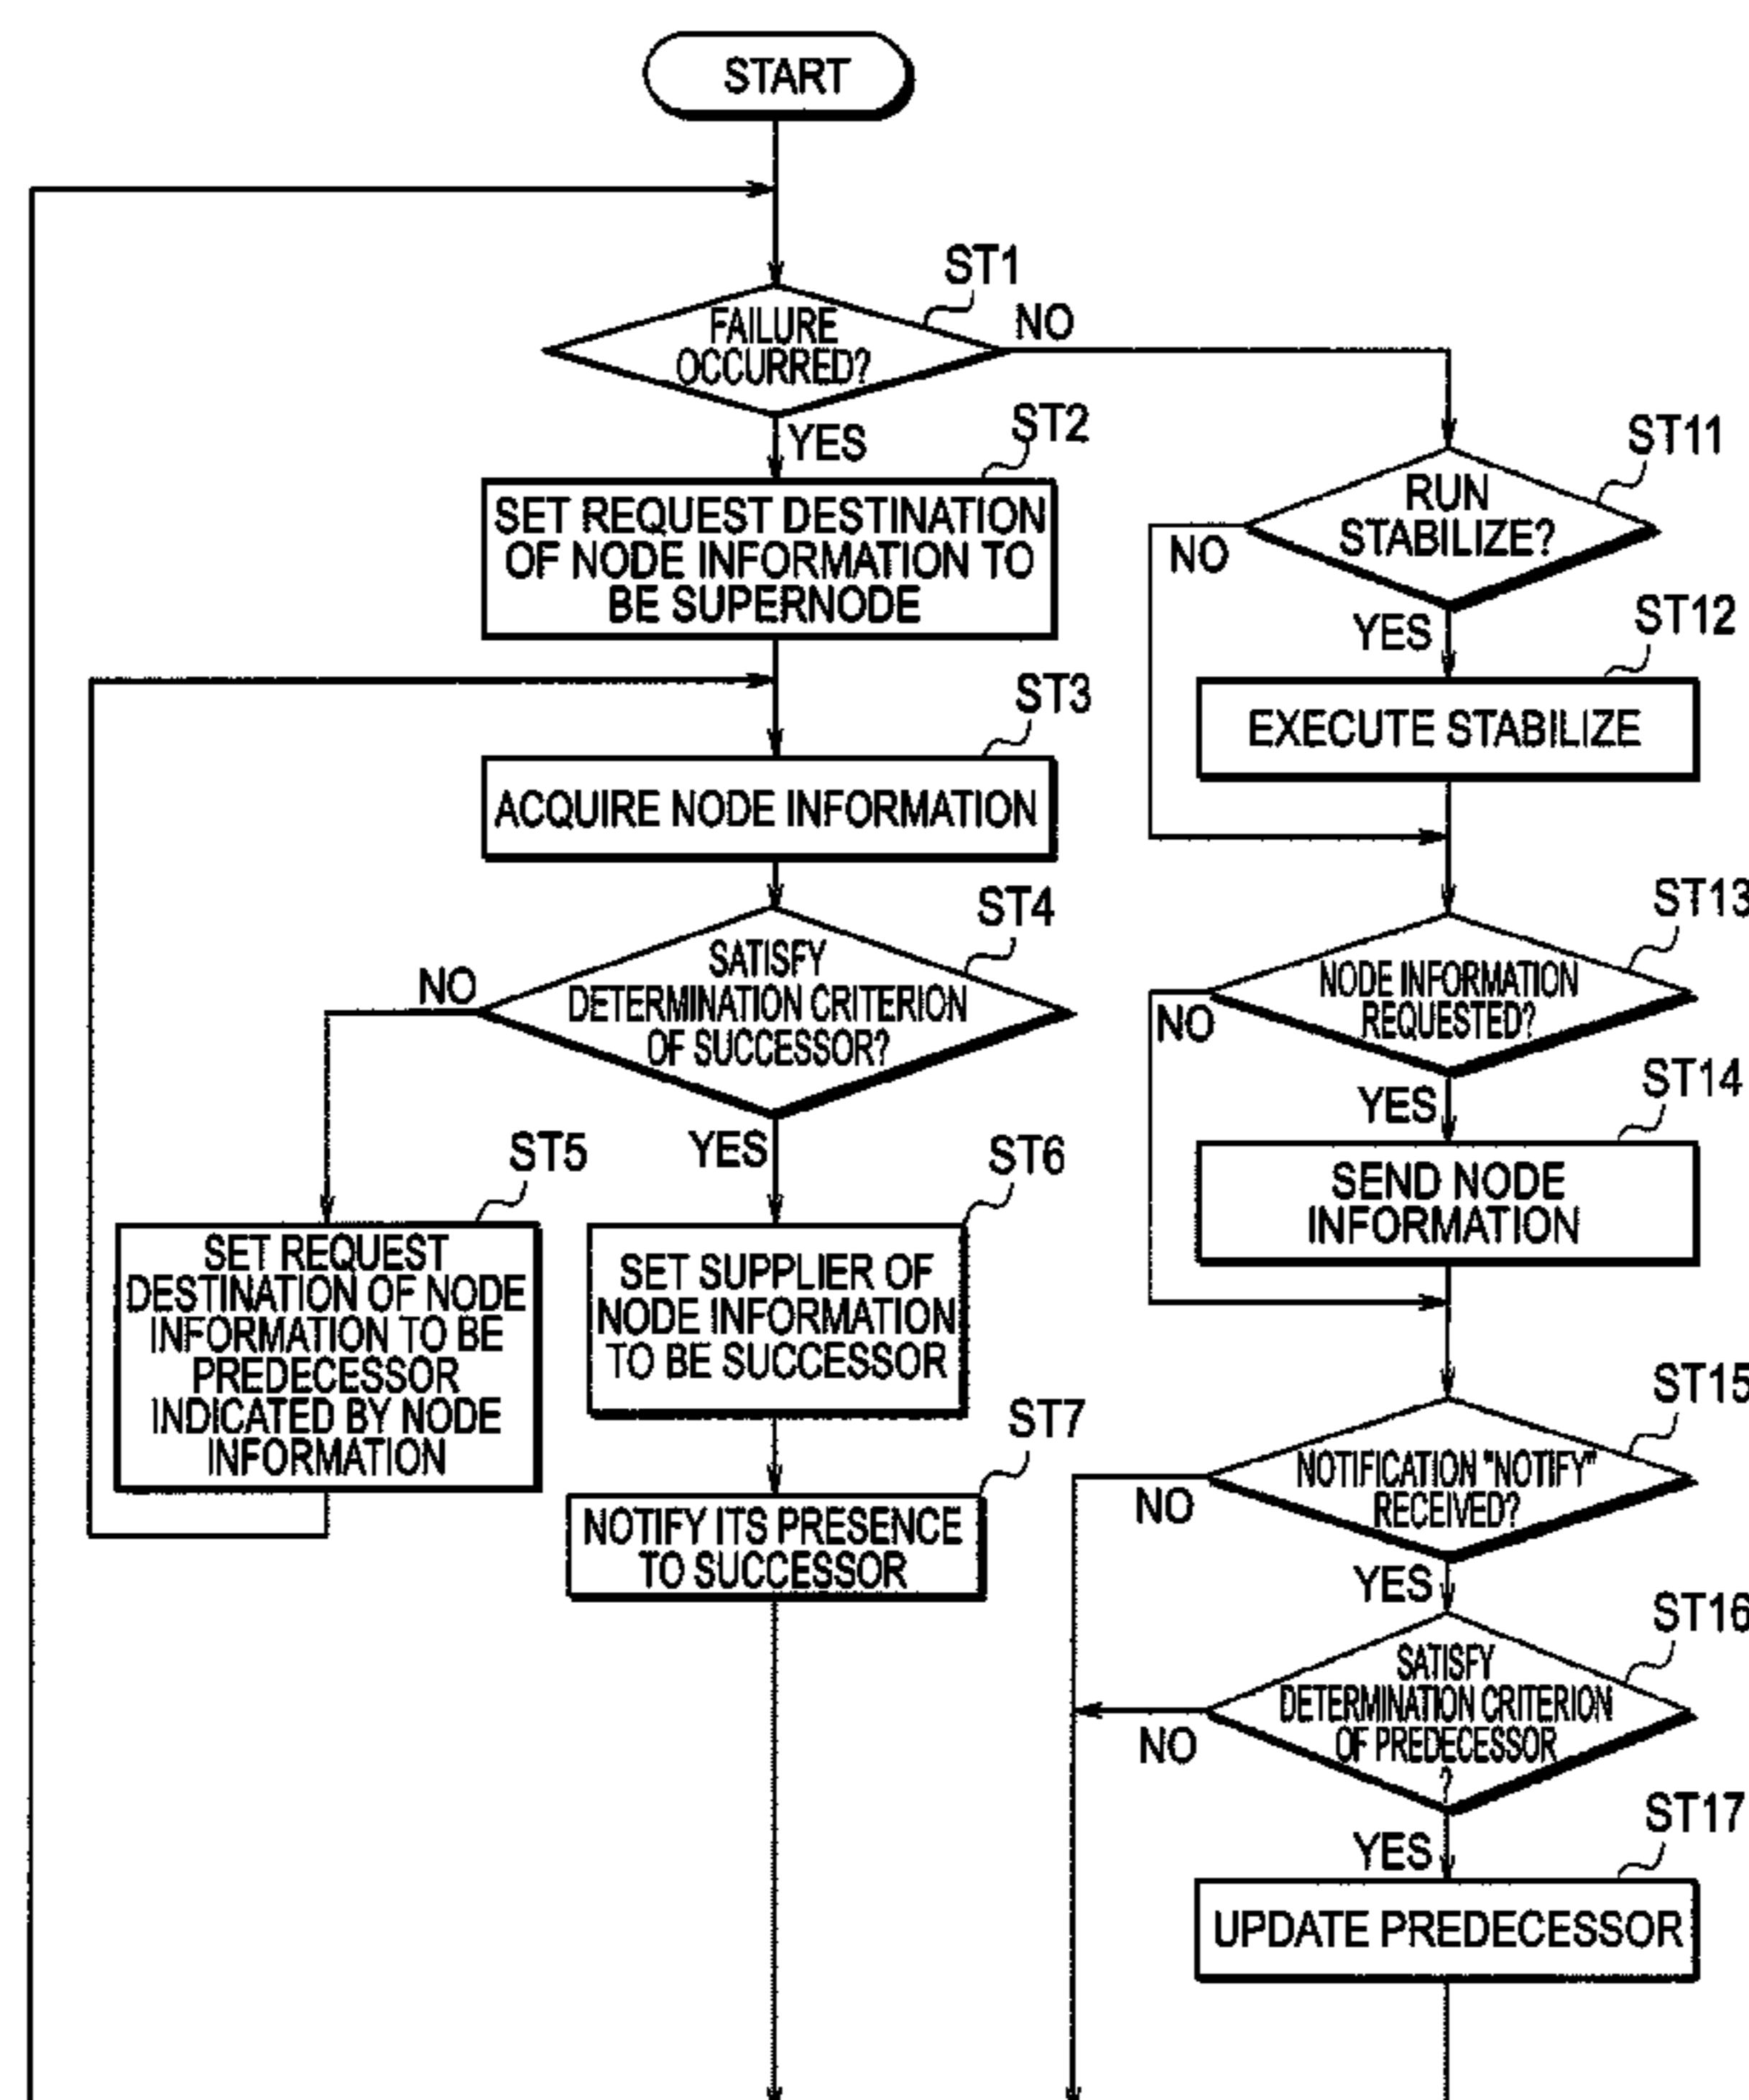 START
ST1
FAILURE
OCCURRED?
NO
YES
ST2
SET REQUEST DESTINATION
OF NODE INFORMATION TO
BE SUPERNODE
ST3
ACQUIRE NODE INFORMATION
ST4
SATISFY
DETERMINATION CRITERION
OF SUCCESSOR?
NO
YES
ST5
SET REQUEST
DESTINATION OF NODE
INFORMATION TO BE
PREDECESSOR
INDICATED BY NODE
INFORMATION
ST6
SET SUPPLIER OF
NODE INFORMATION
TO BE SUCCESSOR
ST7
NOTIFY ITS PRESENCE
TO SUCCESSOR
ST11
RUN
STABILIZE?
NO
YES
ST12
EXECUTE STABILIZE
ST13
NODE INFORMATION
REQUESTED?
NO
YES
ST14
SEND NODE
INFORMATION
ST15
NOTIFICATION "NOTIFY"
RECEIVED?
NO
YES
ST16
SATISFY
DETERMINATION CRITERION
OF PREDECESSOR
?
NO
YES
ST17
UPDATE PREDECESSOR